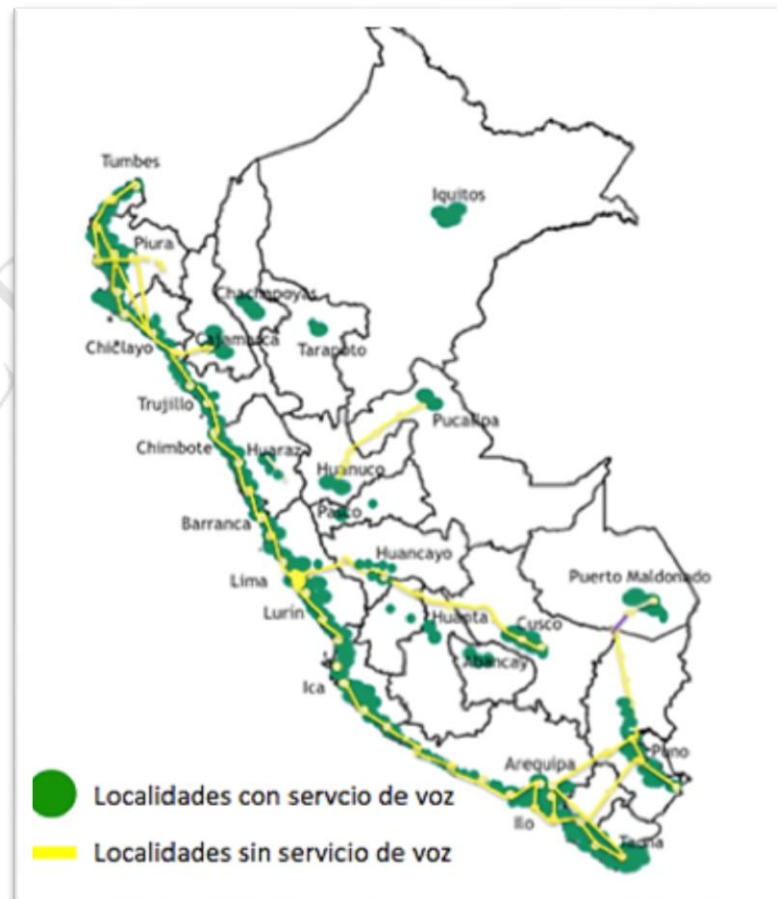 Tumbes
Iquitos
Piura
Chachapoyas
Cajamarca
Chiclayo
Tarapoto
Trujillo
Pucallpa
Chimbote
Huaraz
Huanuco
Pasco
Barranca
Huancayo
Lima
Puerto Maldonado
Lurin
Huanta
Cusco
Abancay
Ica
Puno
Arequipa
Ilo
Tacna
Localidades con servcio de voz
Localidades sin servicio de voz